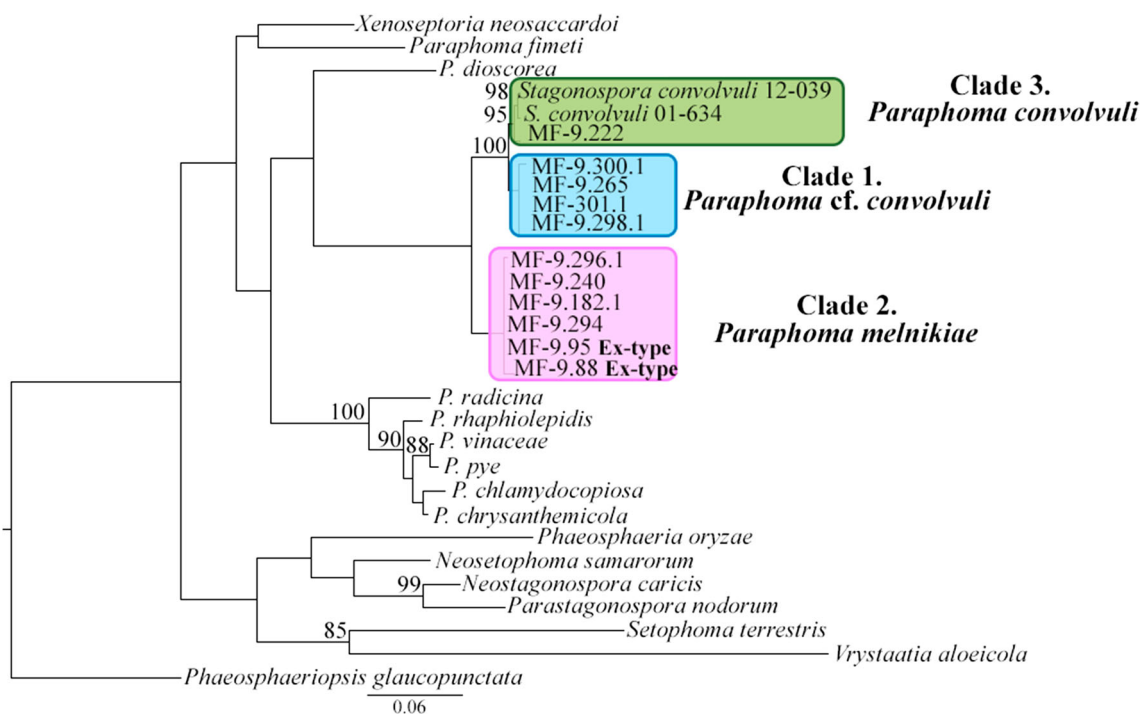 Xenoseptoria neosaccardoi
Paraphoma fimeti
P. dioscorea
98
Stagonospora convolvuli 12-039
95
S. convolvuli 01-634
MF-9.222
100
Clade 3.
Paraphoma convolvuli
MF-9.300.1
MF-9.265
MF-301.1
MF-9.298.1
Clade 1.
Paraphoma cf. convolvuli
MF-9.296.1
MF-9.240
MF-9.182.1
MF-9.294
MF-9.95 Ex-type
MF-9.88 Ex-type
Clade 2.
Paraphoma melnikiae
P. radicina
100
P. rhaphiolepidis
90
88
P. vinaceae
P. pye
P. chlamydocopiosa
P. chrysanthemicola
Phaeosphaeria oryzae
Neosetophoma samarorum
99
Neostagonospora caricis
Parastagonospora nodorum
85
Setophoma terrestris
Vrystaatia aloeicola
Phaeosphaeriopsis glaucopunctata
0.06